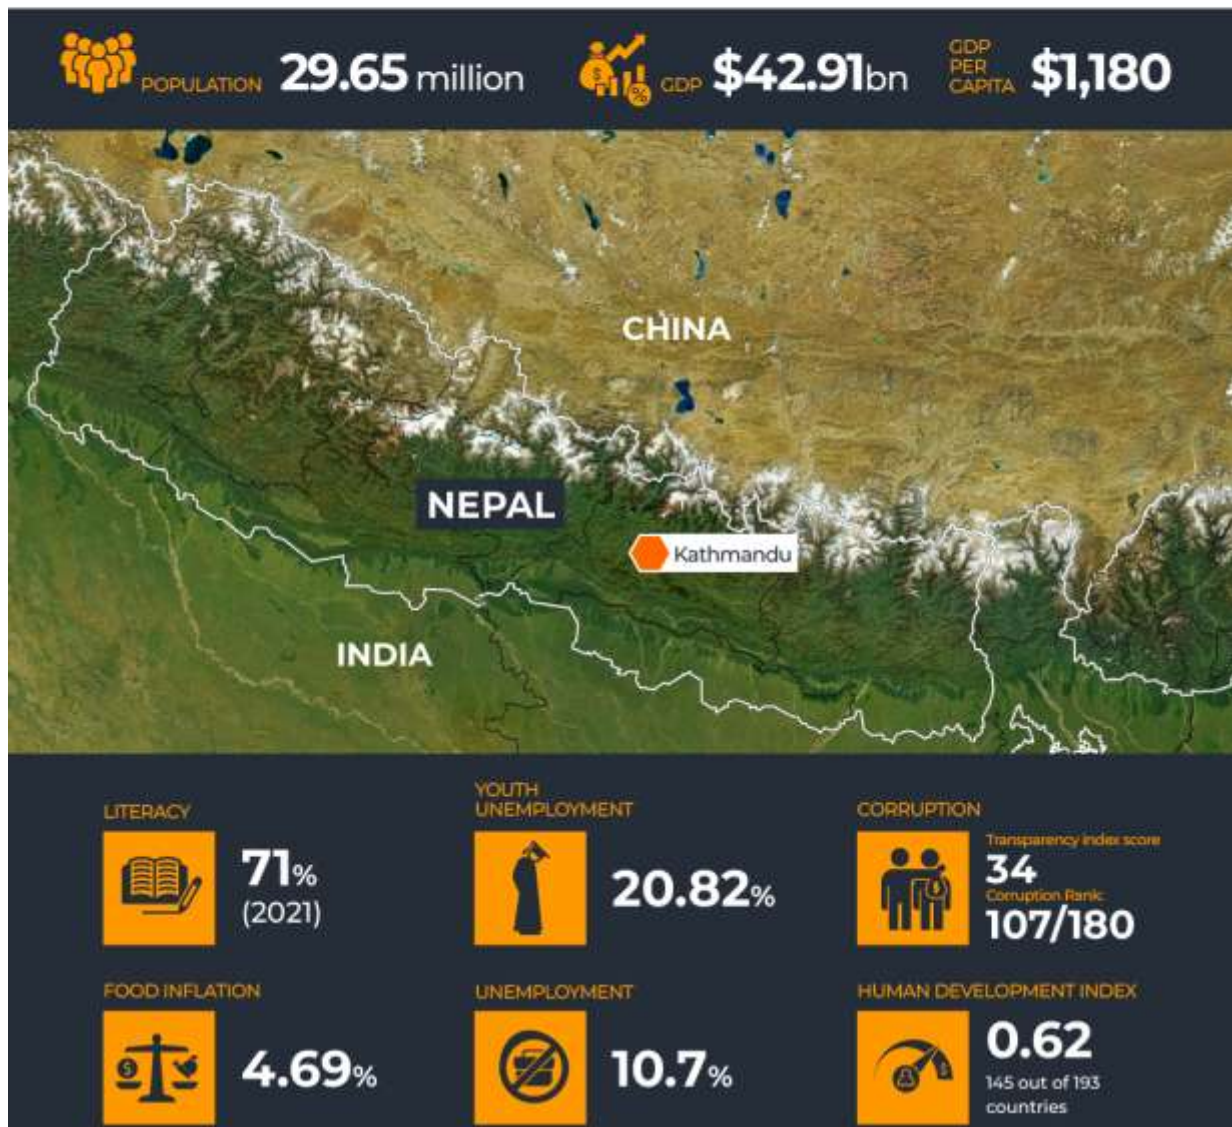 POPULATION 29.65 million
GDP $42.91bn
GDP
PER
CAPITA $1,180
CHINA
NEPAL
Kathmandu
INDIA
LITERACY
71%
(2021)
YOUTH
UNEMPLOYMENT
20.82%
CORRUPTION
Transparency index score
34
Corruption Rank:
107/180
FOOD INFLATION
4.69%
UNEMPLOYMENT
10.7%
HUMAN DEVELOPMENT INDEX
0.62
145 out of 193
countries